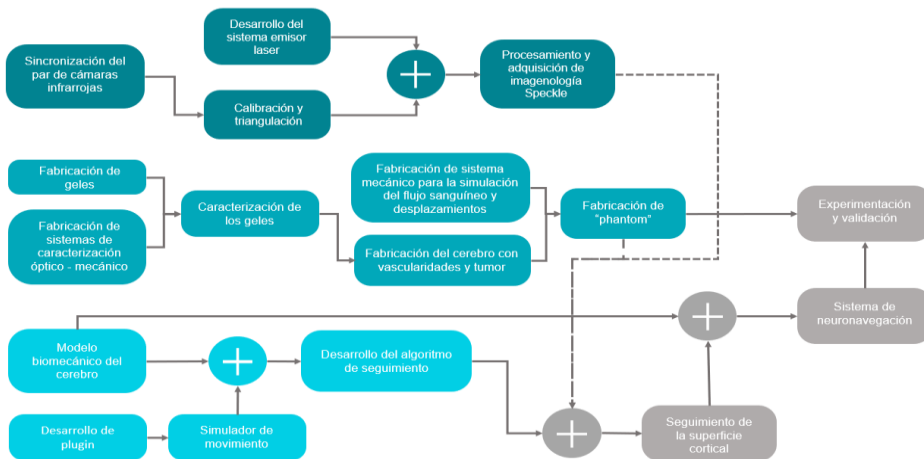 Desarrollo del
sistema emisor
laser
Sincronización del
par de cámaras
infrarrojas
Calibración y
triangulación
Procesamiento y
adquisición de
imagenología
Speckle
Fabricación de
geles
Fabricación de
sistemas de
caracterización
óptico - mecánico
Caracterización de
los geles
Fabricación de sistema
mecánico para la simulación
del flujo sanguíneo y
desplazamientos
Fabricación del cerebro con
vascularidades y tumor
Fabricación de
"phantom"
Experimentación
y validación
Modelo
biomecánico del
cerebro
Desarrollo del algoritmo
de seguimiento
Sistema de
neuronavegación
Desarrollo de
plugin
Simulador de
movimiento
Seguimiento de
la superficie
cortical